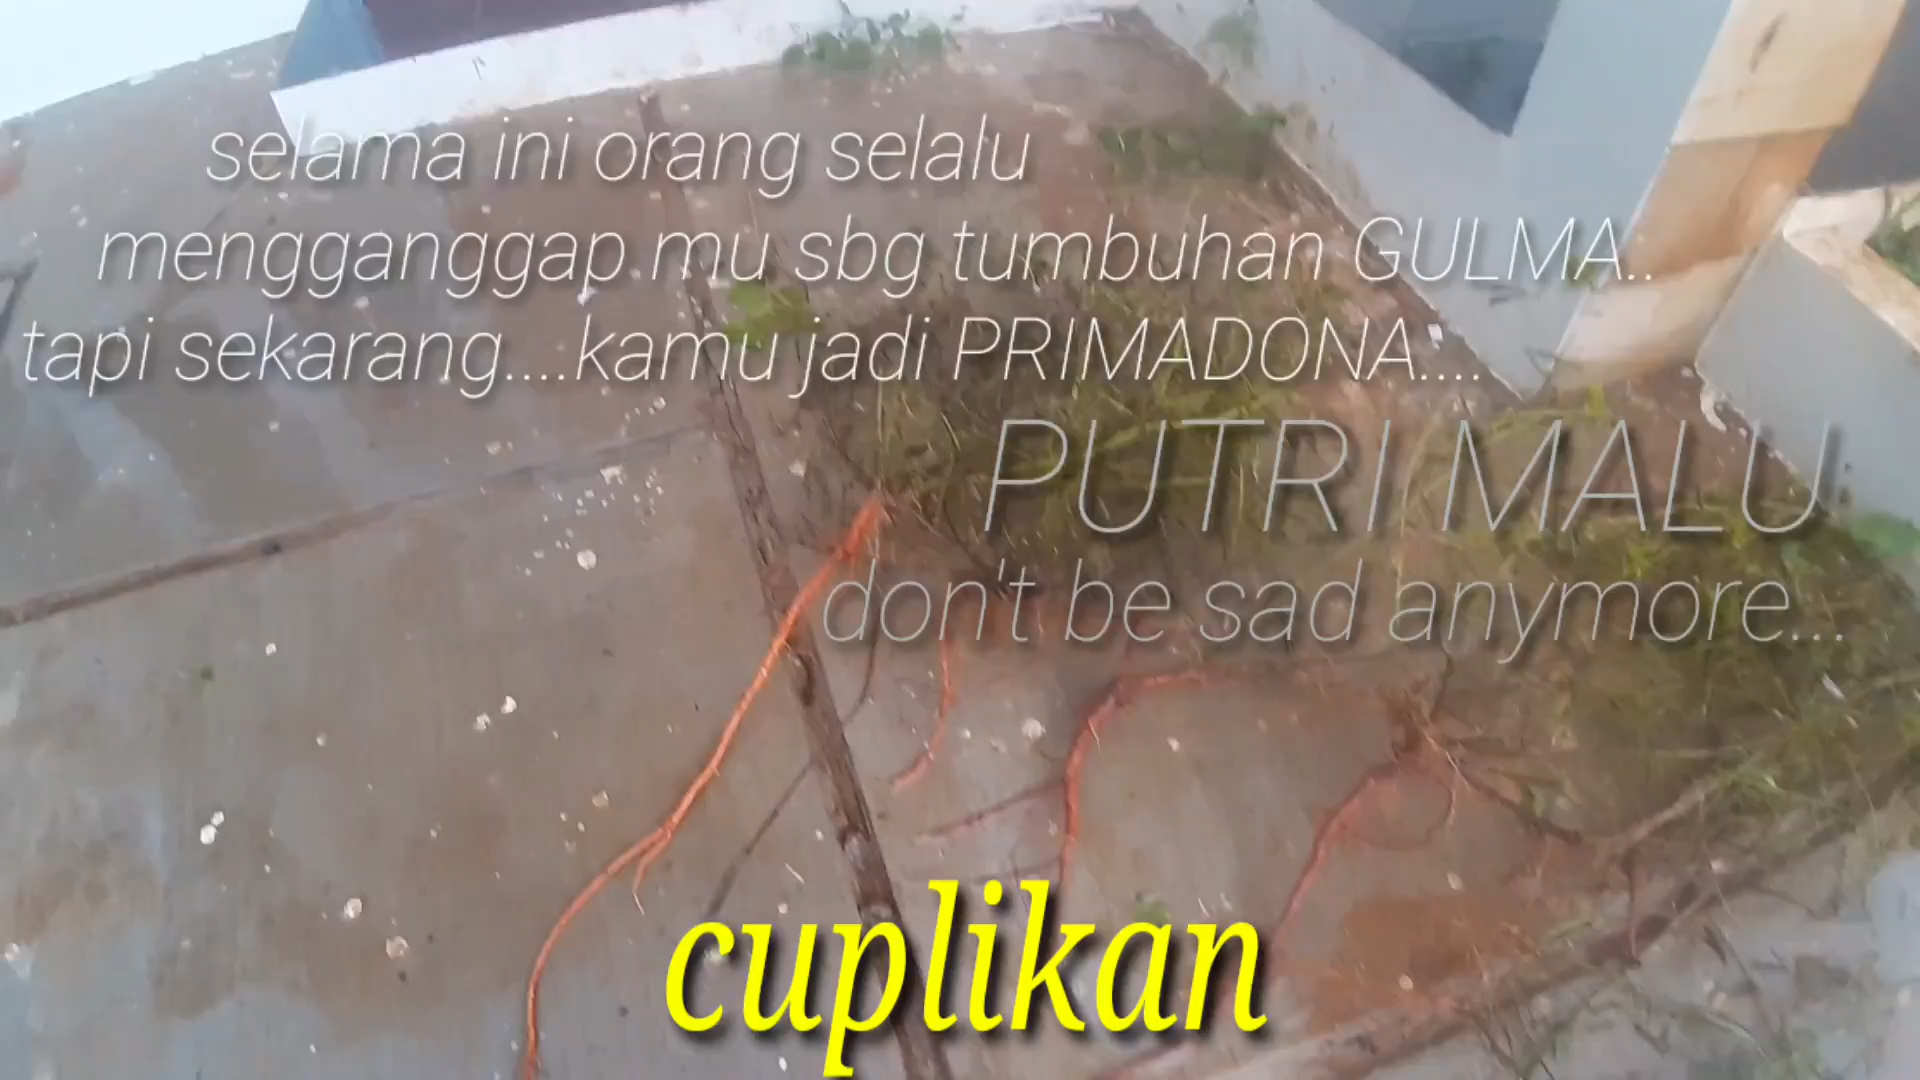 selama ini orang selalu
mengganggap mu sbg tumbuhan GULMA..
tapi sekarang....kamu jadi PRIMADONA....
PUTRI MALU
don't be sad anymore...
cuplikan